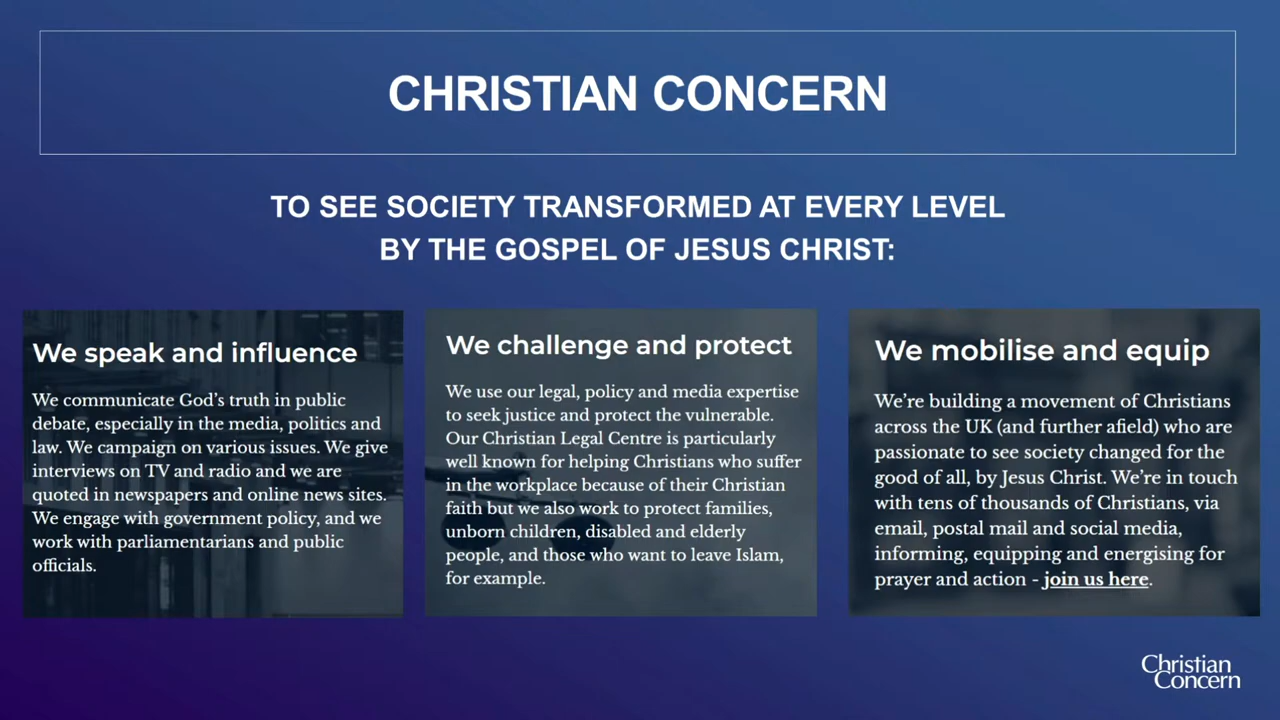 CHRISTIAN CONCERN
TO SEE SOCIETY TRANSFORMED AT EVERY LEVEL
BY THE GOSPEL OF JESUS CHRIST:
We speak and influence
We communicate God's truth in public
debate, especially in the media, politics and
law. We campaign on various issues. We give
interviews on TV and radio and we are
quoted in newspapers and online news sites.
We engage with government policy, and we
work with parliamentarians and public
officials.
We challenge and protect
We use our legal, policy and media expertise
to seek justice and protect the vulnerable.
Our Christian Legal Centre is particularly
well known for helping Christians who suffer
in the workplace because of their Christian
faith but we also work to protect families,
unborn children, disabled and elderly
people, and those who want to leave Islam,
for example.
We mobilise and equip
We're building a movement of Christians
across the UK (and further afield) who are
passionate to see society changed for the
good of all, by Jesus Christ. We're in touch
with tens of thousands of Christians, via
email, postal mail and social media,
informing, equipping and energising for
prayer and action - join us here.
Christian
Concern